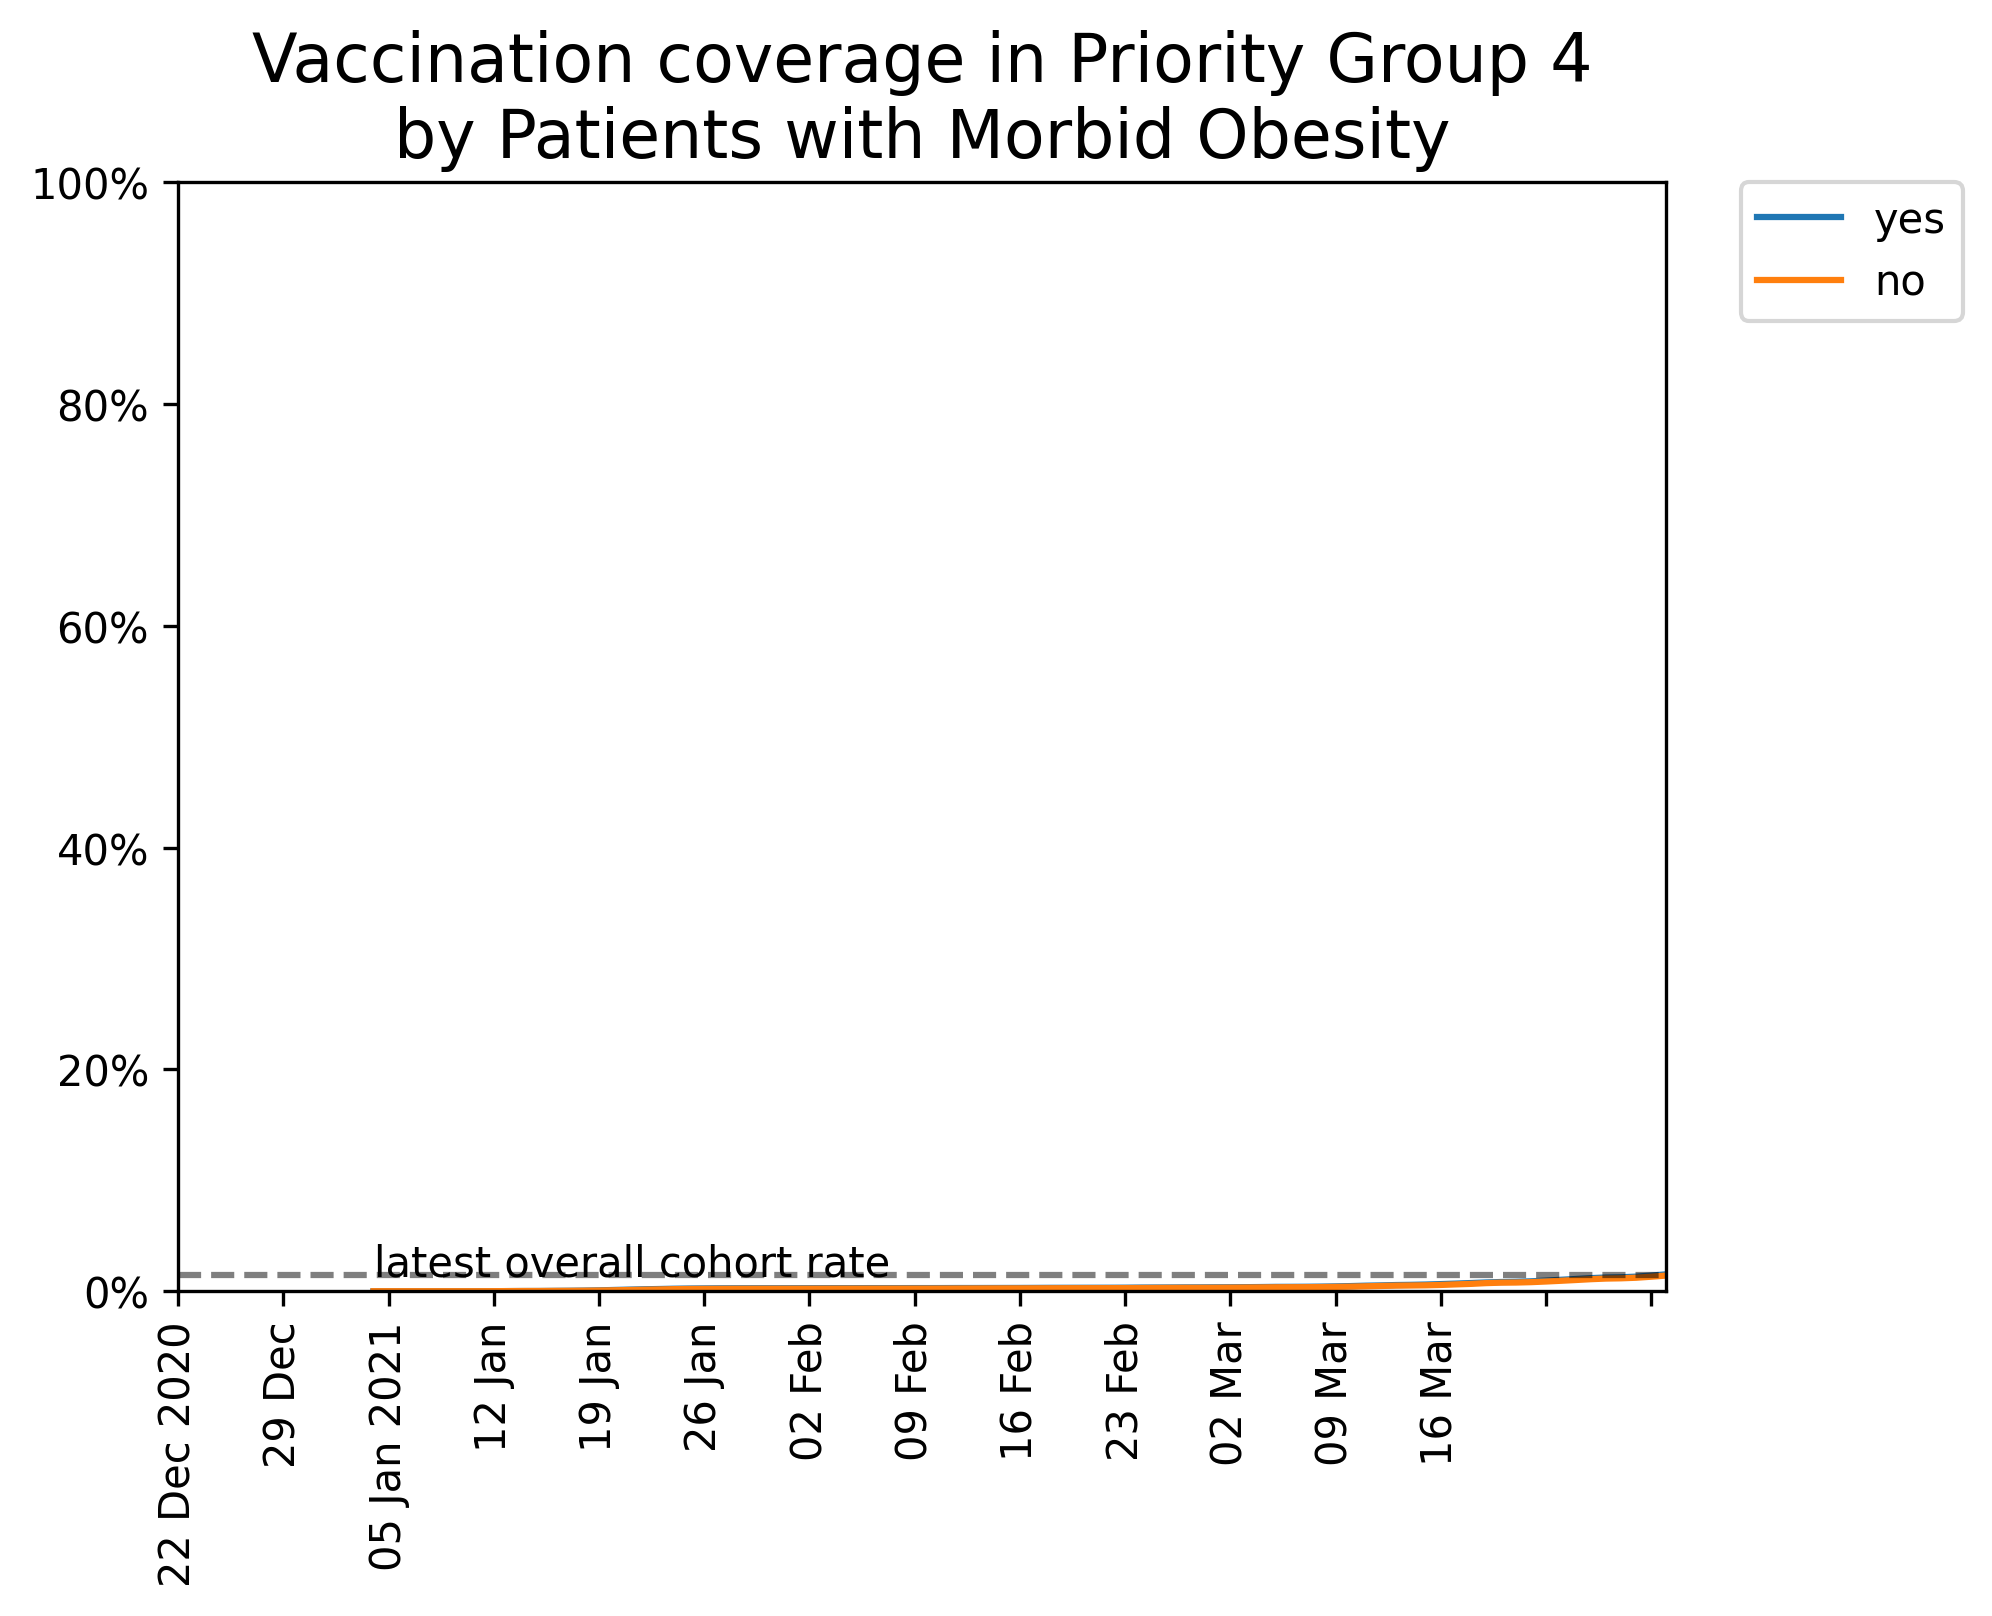 Vaccination coverage in Priority Group 4
by Patients with Morbid Obesity
100%
80%
60%
40%
20%
0%
yes
no
latest overall cohort rate
22 Dec 2020
29 Dec
05 Jan 2021
12 Jan
19 Jan
26 Jan
02 Feb
09 Feb
16 Feb
23 Feb
02 Mar
09 Mar
16 Mar